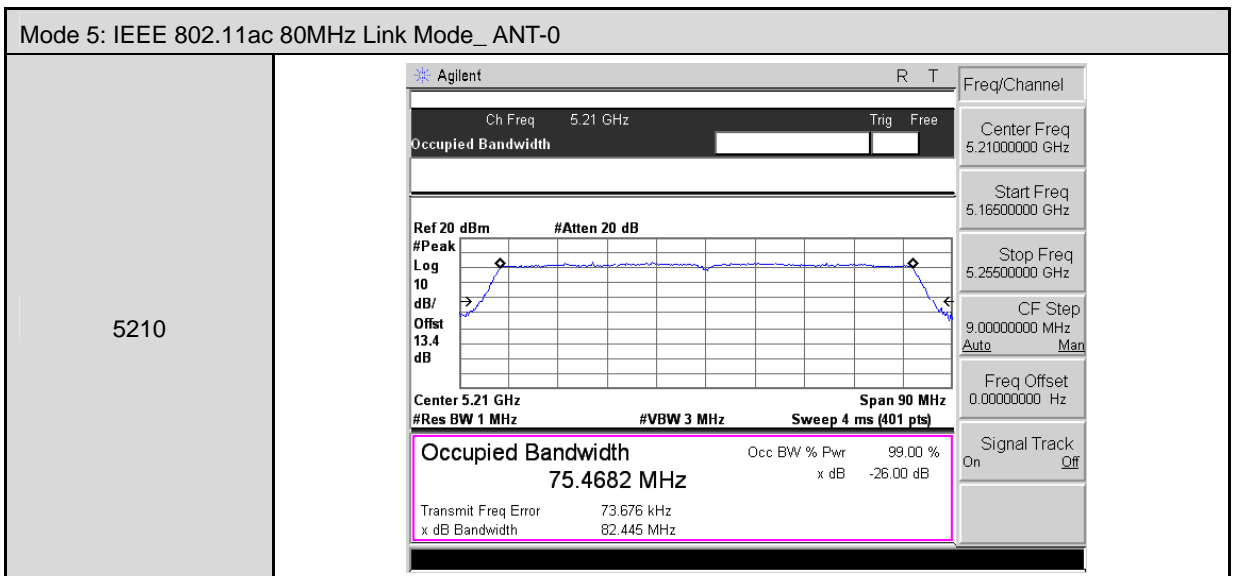 Mode 5: IEEE 802.11ac 80MHz Link Mode_ ANT-0
5210
Agilent R T
Ch Freq 5.21 GHz Trig Free
Occupied Bandwidth
Ref 20 dBm #Atten 20 dB
#Peak
Log
10
dB/
Offst
13.4
dB
Center 5.21 GHz Span 90 MHz
#Res BW 1 MHz #VBW 3 MHz Sweep 4 ms (401 pts)
Occupied Bandwidth Occ BW % Pwr 99.00 %
75.4682 MHz x dB -26.00 dB
Transmit Freq Error 73.676 kHz
x dB Bandwidth 82.445 MHz
Freq/Channel
Center Freq
5.21000000 GHz
Start Freq
5.16500000 GHz
Stop Freq
5.25500000 GHz
CF Step
9.00000000 MHz
Auto Man
Freq Offset
0.00000000 Hz
Signal Track
On Off